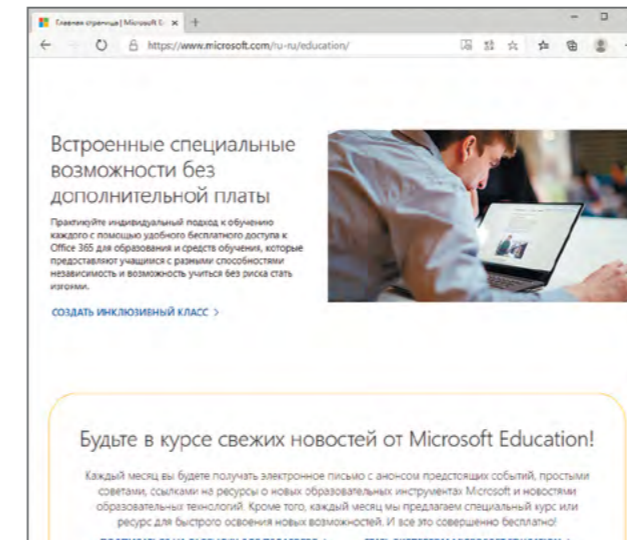 Главная страница | Microsoft E
https://www.microsoft.com/ru-ru/education/
Встроенные специальные
возможности без
дополнительной платы
Практикуйте индивидуальный подход к обучению
каждого с помощью удобного бесплатного доступа к
Office 365 для образования и средств обучения, которые
предоставляют учащимся с разными способностями
независимость и возможность учиться без риска стать
изгоями.
СОЗДАТЬ ИНКЛЮЗИВНЫЙ КЛАСС >
Будьте в курсе свежих новостей от Microsoft Education!
Каждый месяц вы будете получать электронное письмо с анонсом предстоящих событий, простыми
советами, ссылками на ресурсы о новых образовательных инструментах Microsoft и новостями
образовательных технологий. Кроме того, каждый месяц мы предлагаем специальный курс или
ресурс для быстрого освоения новых возможностей. И все это совершенно бесплатно!